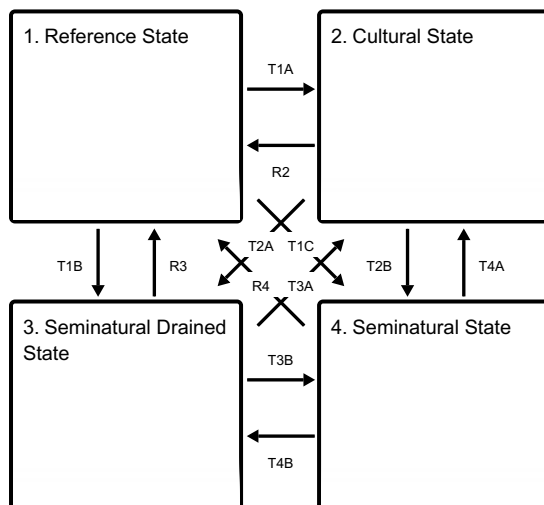 1. Reference State
2. Cultural State
T1A
R2
T2A
T1C
T1B
R3
T2B
T4A
R4
T3A
3. Seminatural Drained
State
4. Seminatural State
T3B
T4B